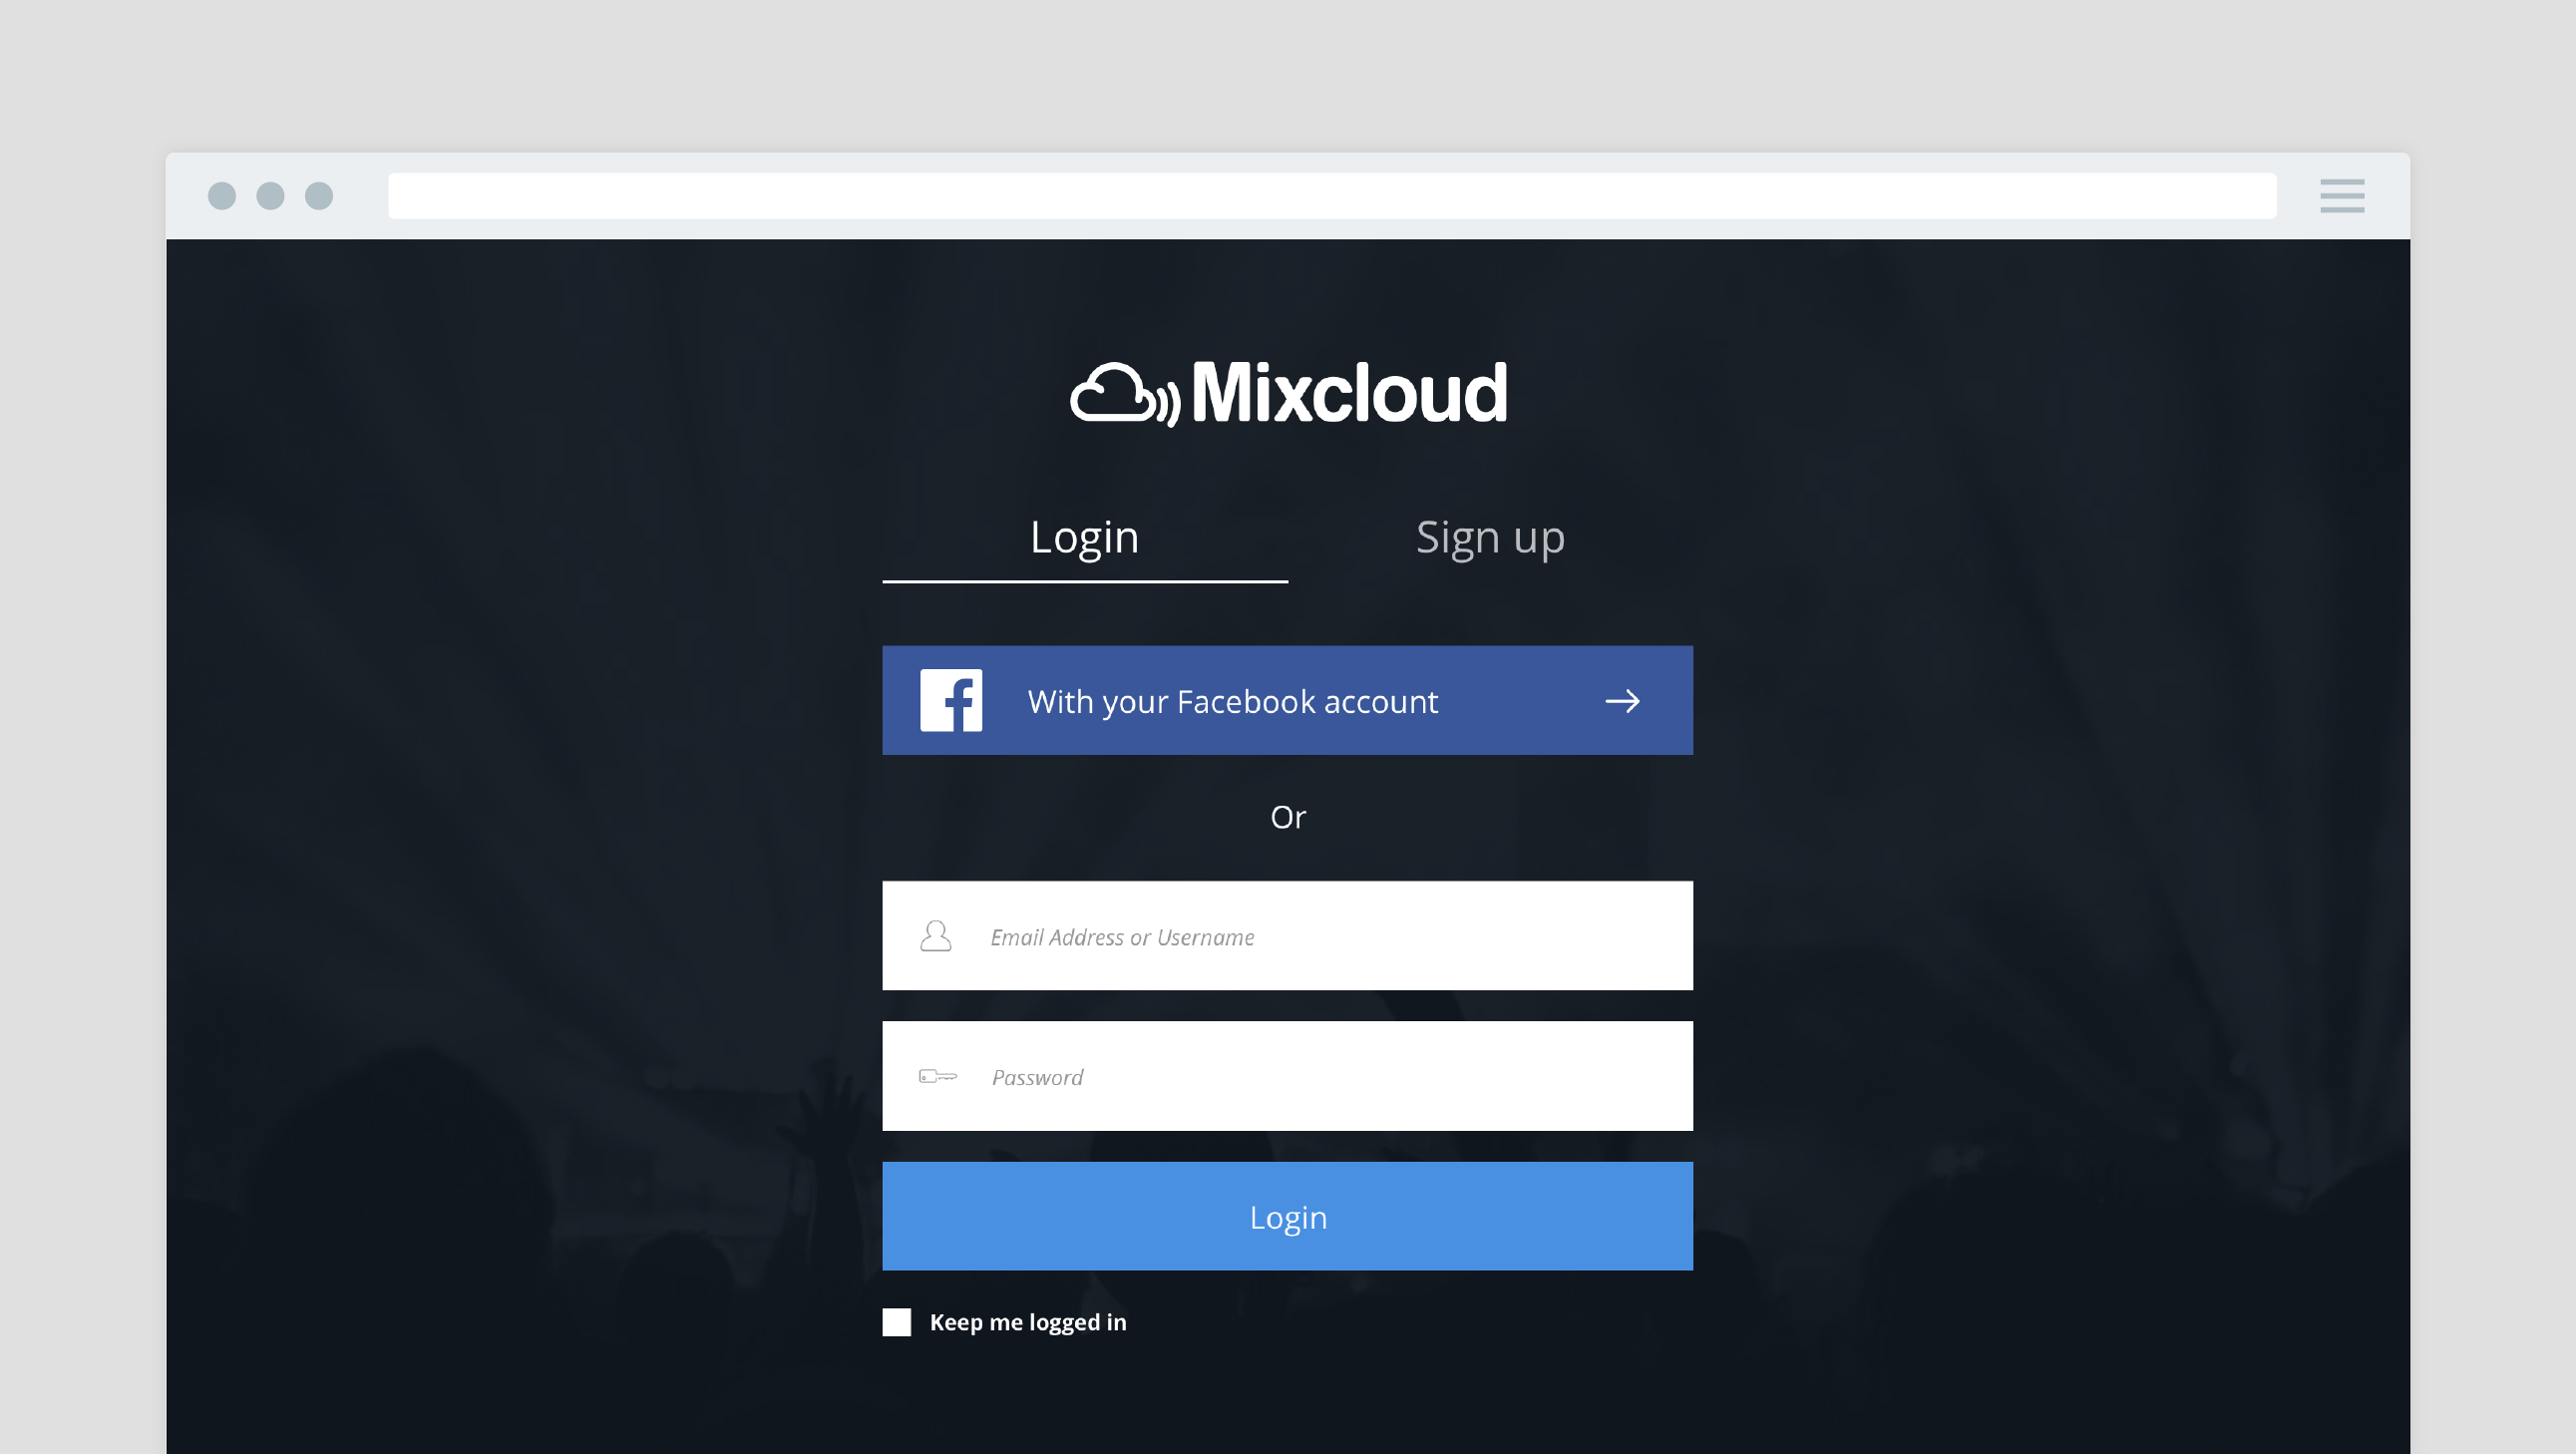 Mixcloud
Login
Sign up
With your Facebook account
Or
Email Address or Username
Password
Login
Keep me logged in